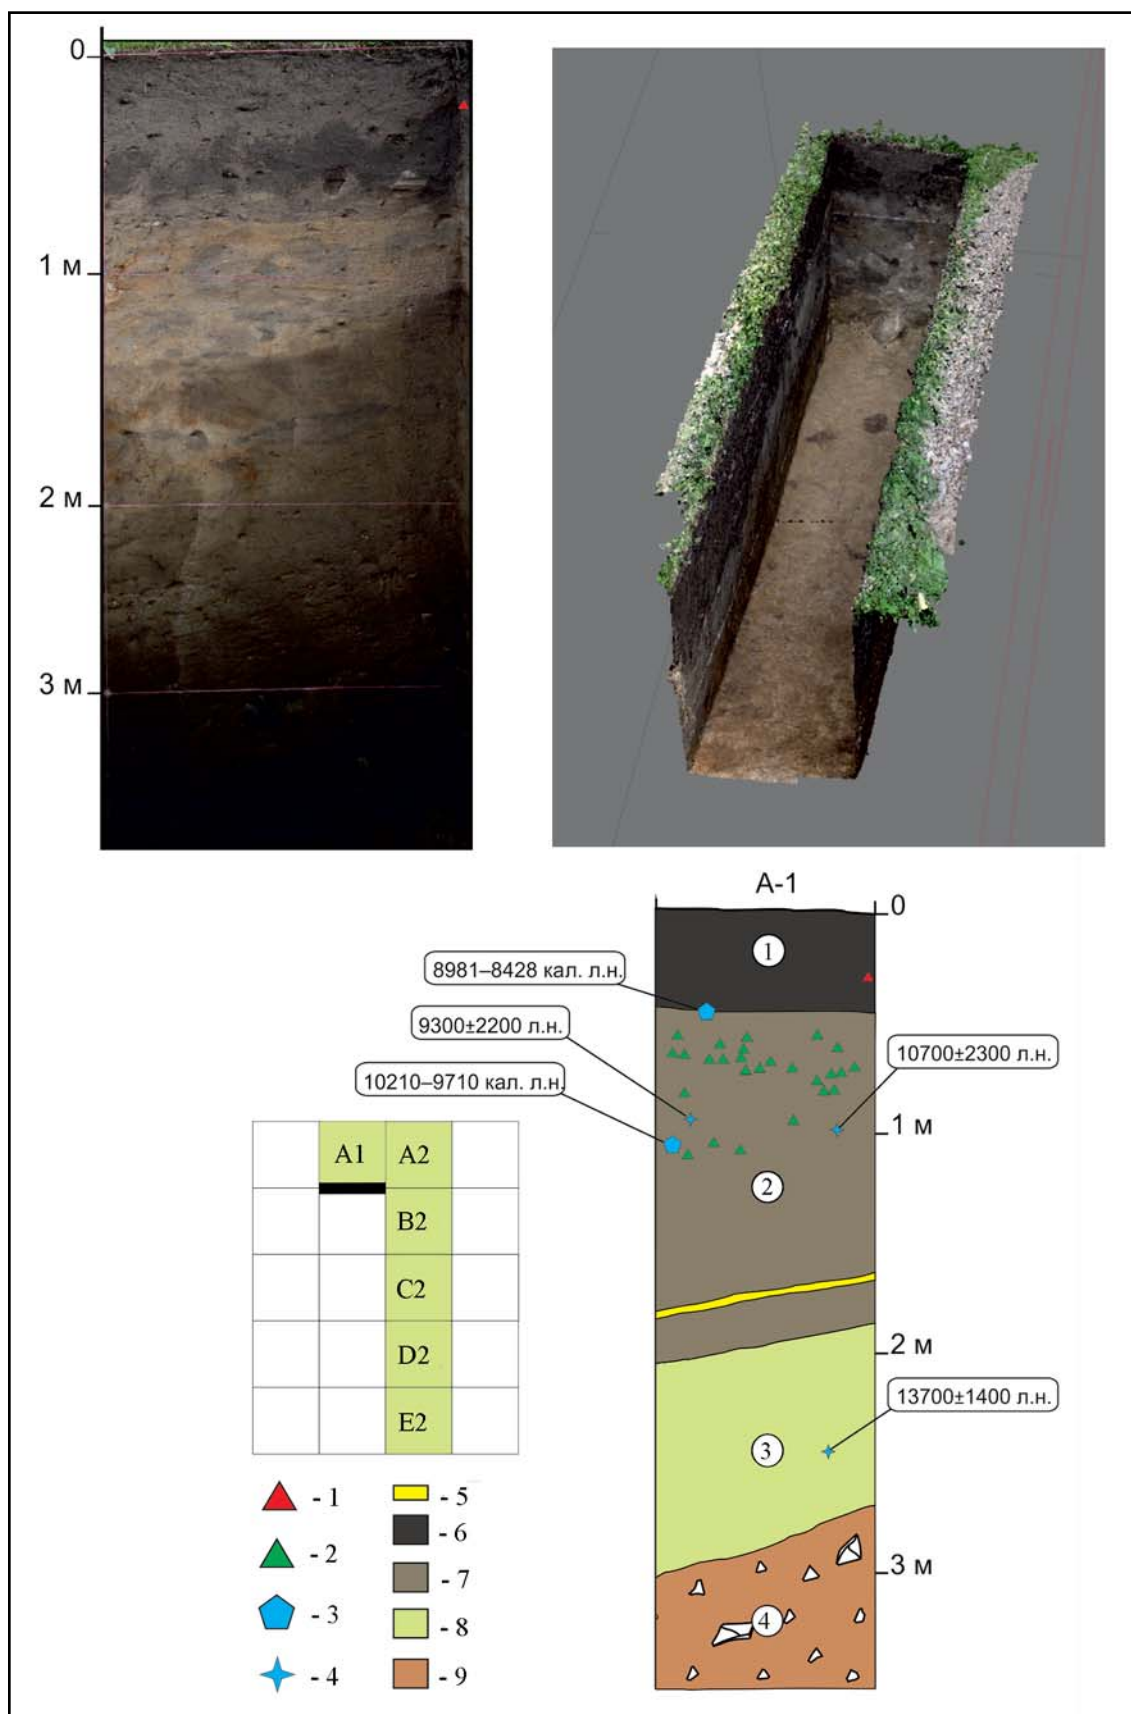 0
1 м
2 м
3 м
А-1
0
1 м
2 м
3 м
1
2
3
4
8981–8428 кал. л.н.
9300±2200 л.н.
10210–9710 кал. л.н.
10700±2300 л.н.
13700±1400 л.н.
A1 A2
B2
C2
D2
E2
- 1
- 2
- 3
- 4
- 5
- 6
- 7
- 8
- 9